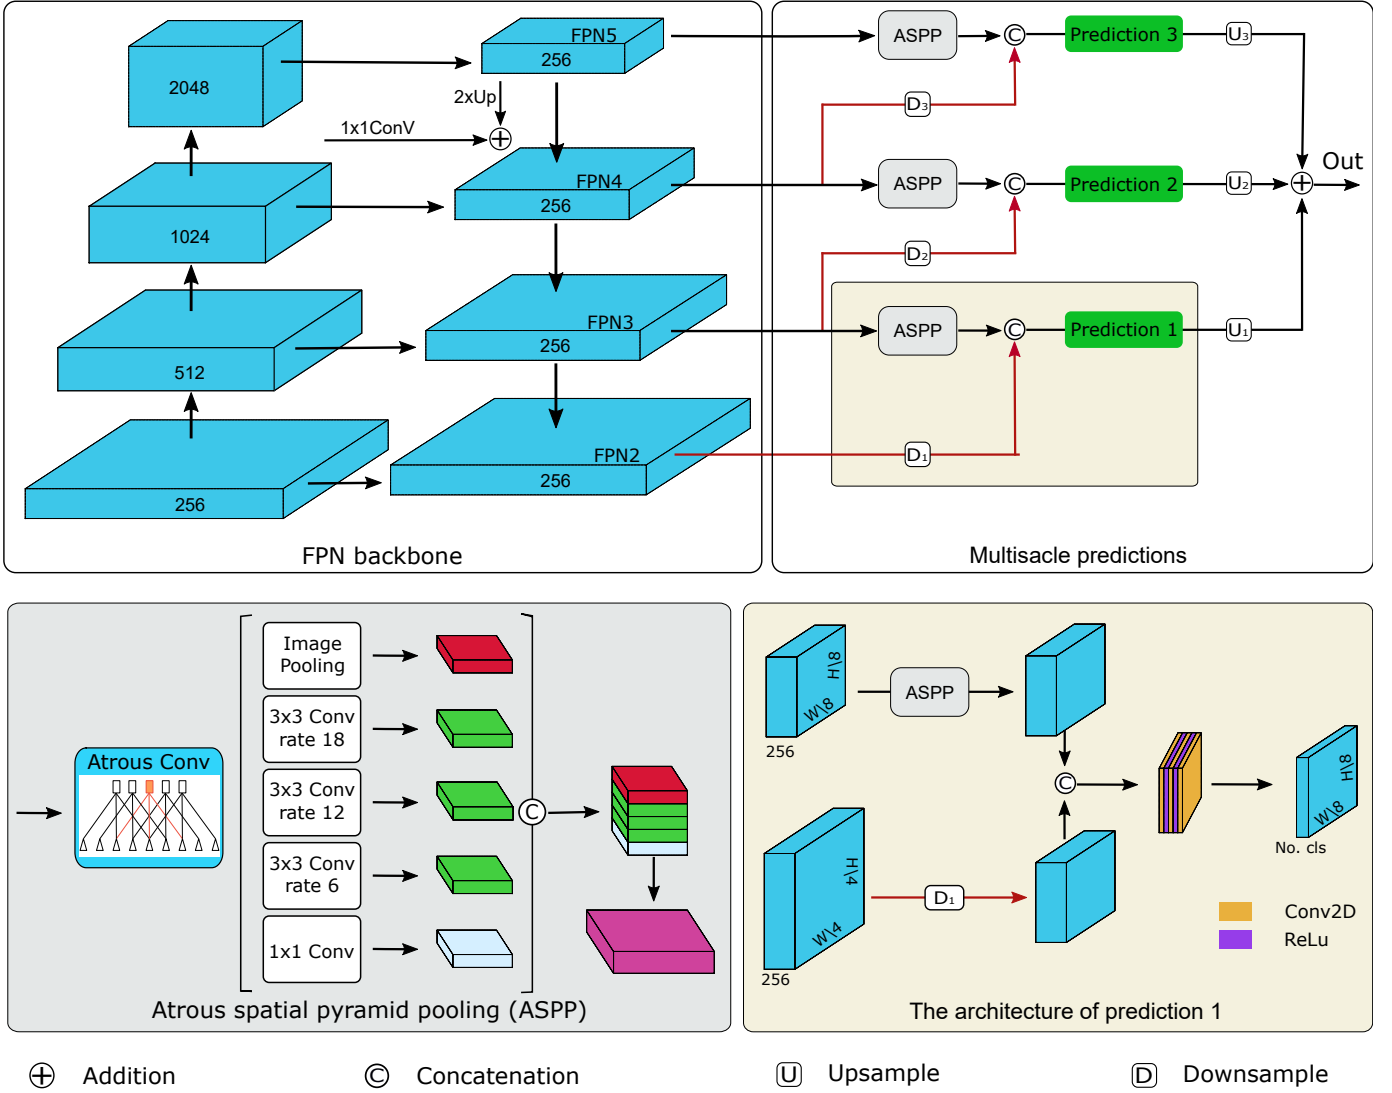 2048
1024
512
256
FPN5
256
2xUp
1x1ConV
FPN4
256
FPN3
256
FPN2
256
FPN backbone
ASPP
C
Prediction 3
U₃
D₃
ASPP
C
Prediction 2
U₂
Out
D₂
ASPP
C
Prediction 1
U₁
D₁
Multisacle predictions
Atrous Conv
Image
Pooling
3x3 Conv
rate 18
3x3 Conv
rate 12
3x3 Conv
rate 6
1x1 Conv
C
Atrous spatial pyramid pooling (ASPP)
H\8
W\8
256
ASPP
C
H\4
W\4
256
D₁
H\8
W\8
No. cls
Conv2D
ReLu
The architecture of prediction 1
Addition
C Concatenation
U Upsample
D Downsample